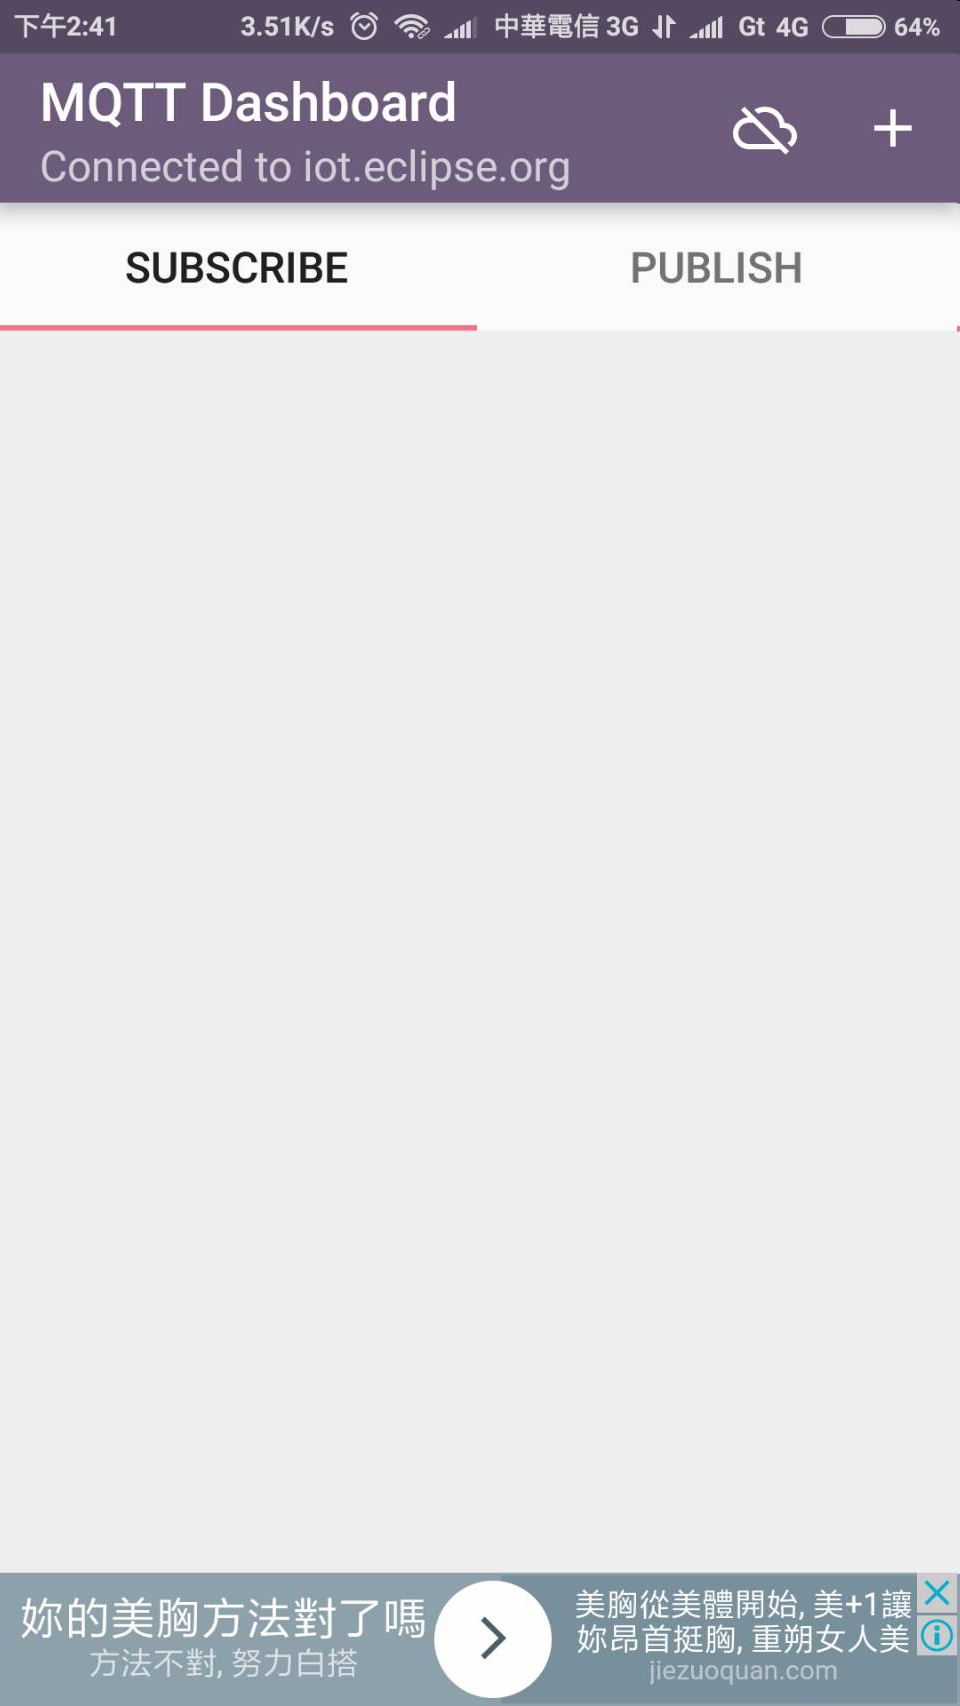 下午2:41 3.51K/s 中華電信 3G Gt 4G 64%
MQTT Dashboard
Connected to iot.eclipse.org
SUBSCRIBE PUBLISH
妳的美胸方法對了嗎
方法不對, 努力白搭
美胸從美體開始, 美+1讓
妳昂首挺胸, 重朔女人美
jiezuoquan.com